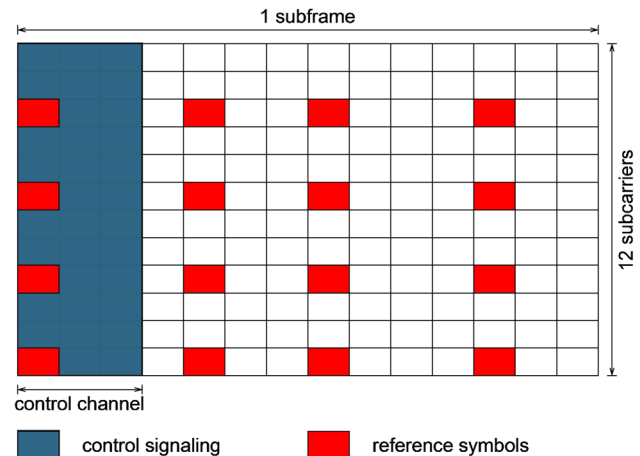 1 subframe
12 subcarriers
control channel
control signaling
reference symbols